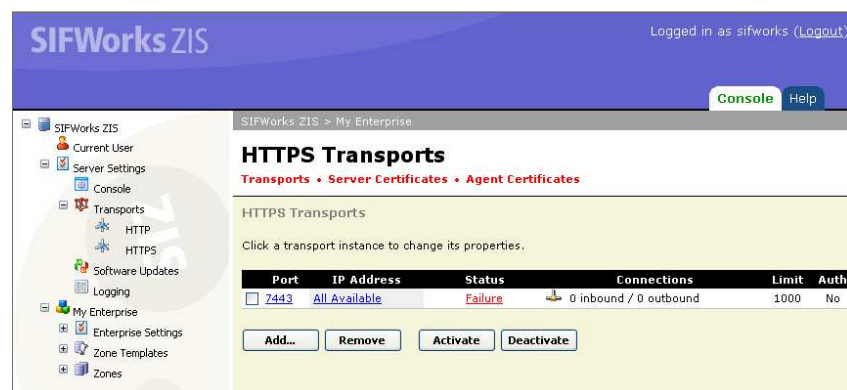 SIFWorks ZIS
Logged in as sifworks (Logout)
Console Help
SIFWorks ZIS
Current User
Server Settings
Console
Transports
HTTP
HTTPS
Software Updates
Logging
My Enterprise
Enterprise Settings
Zone Templates
Zones
ZIS
SIFWorks ZIS > My Enterprise
HTTPS Transports
Transports • Server Certificates • Agent Certificates
HTTPS Transports
Click a transport instance to change its properties.
Port IP Address Status Connections Limit Auth
7443 All Available Failure 0 inbound / 0 outbound 1000 No
Add... Remove Activate Deactivate